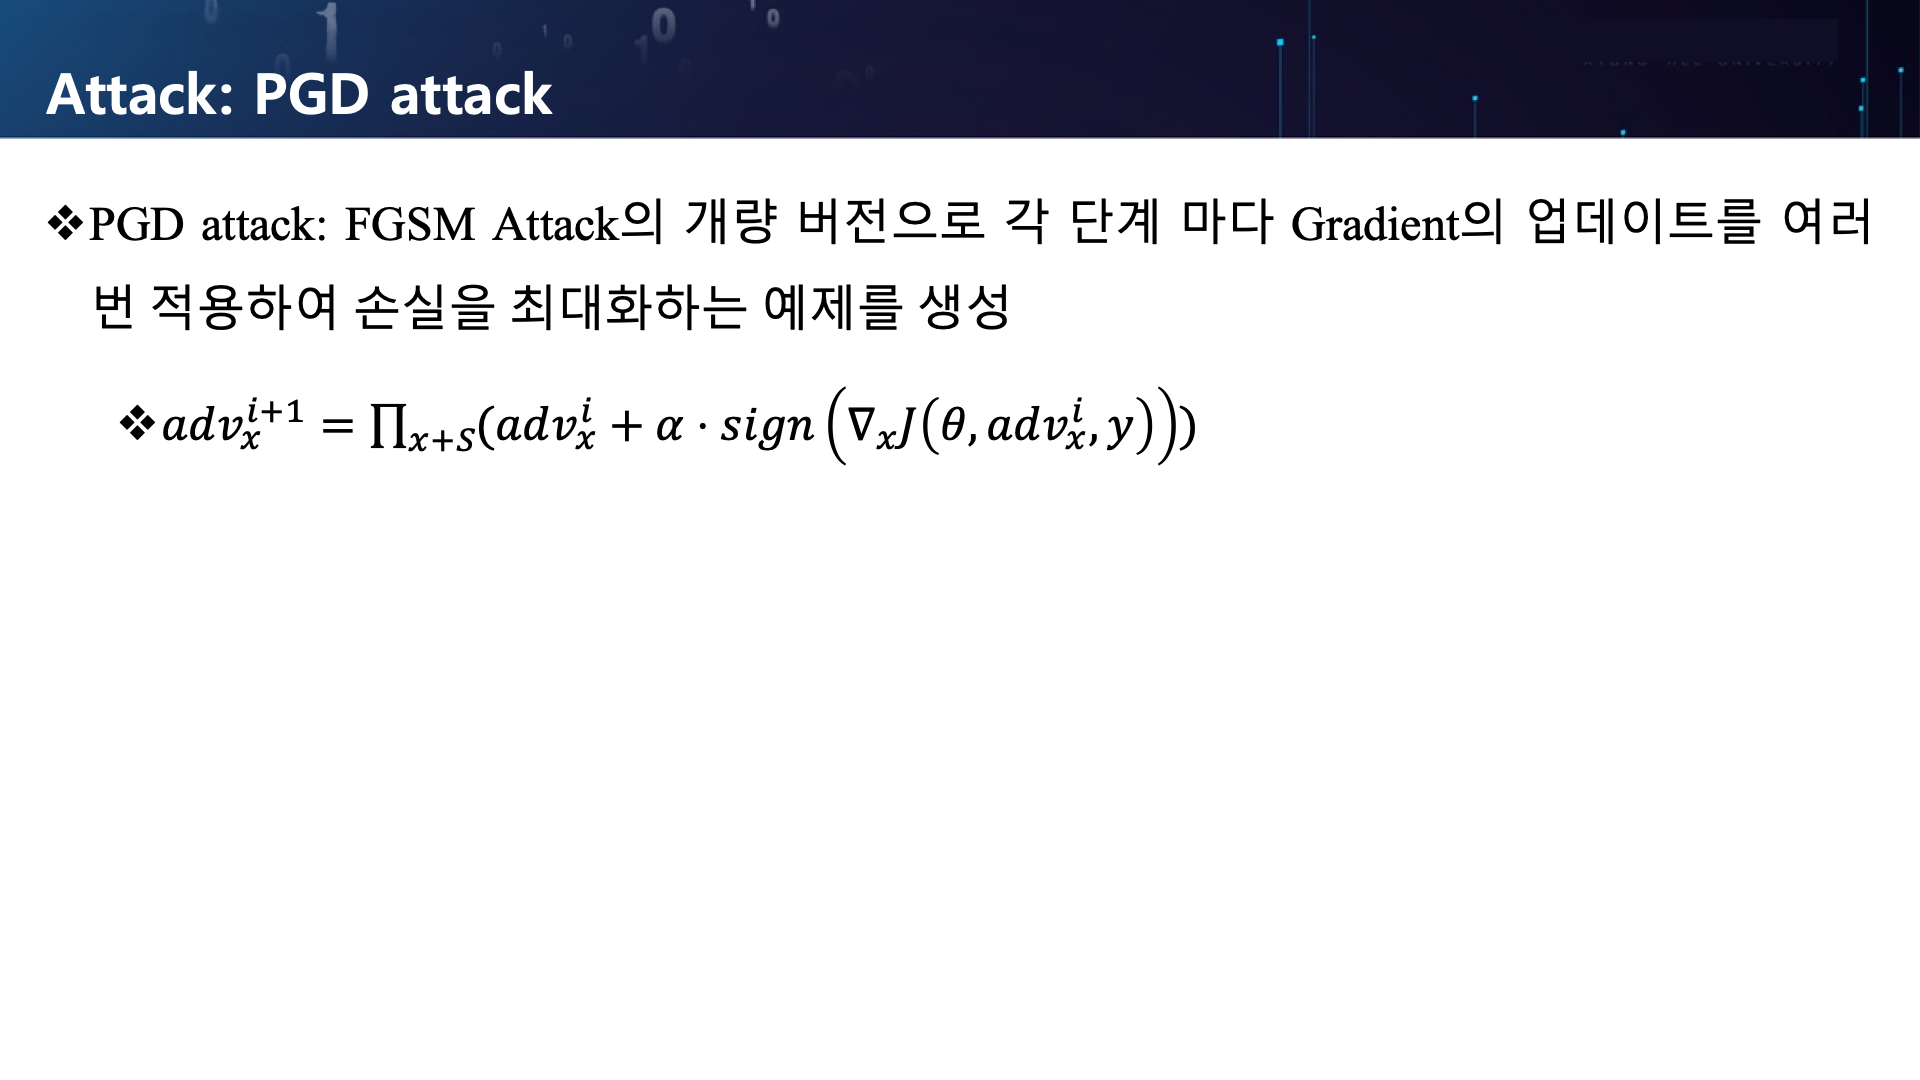 Attack: PGD attack
❖PGD attack: FGSM Attack의 개량 버전으로 각 단계 마다 Gradient의 업데이트를 여러
번 적용하여 손실을 최대화하는 예제를 생성
❖$adv_x^{i+1} = \prod_{x+S}(adv_x^i + \alpha \cdot sign\left(\nabla_x J(\theta, adv_x^i, y)\right))$